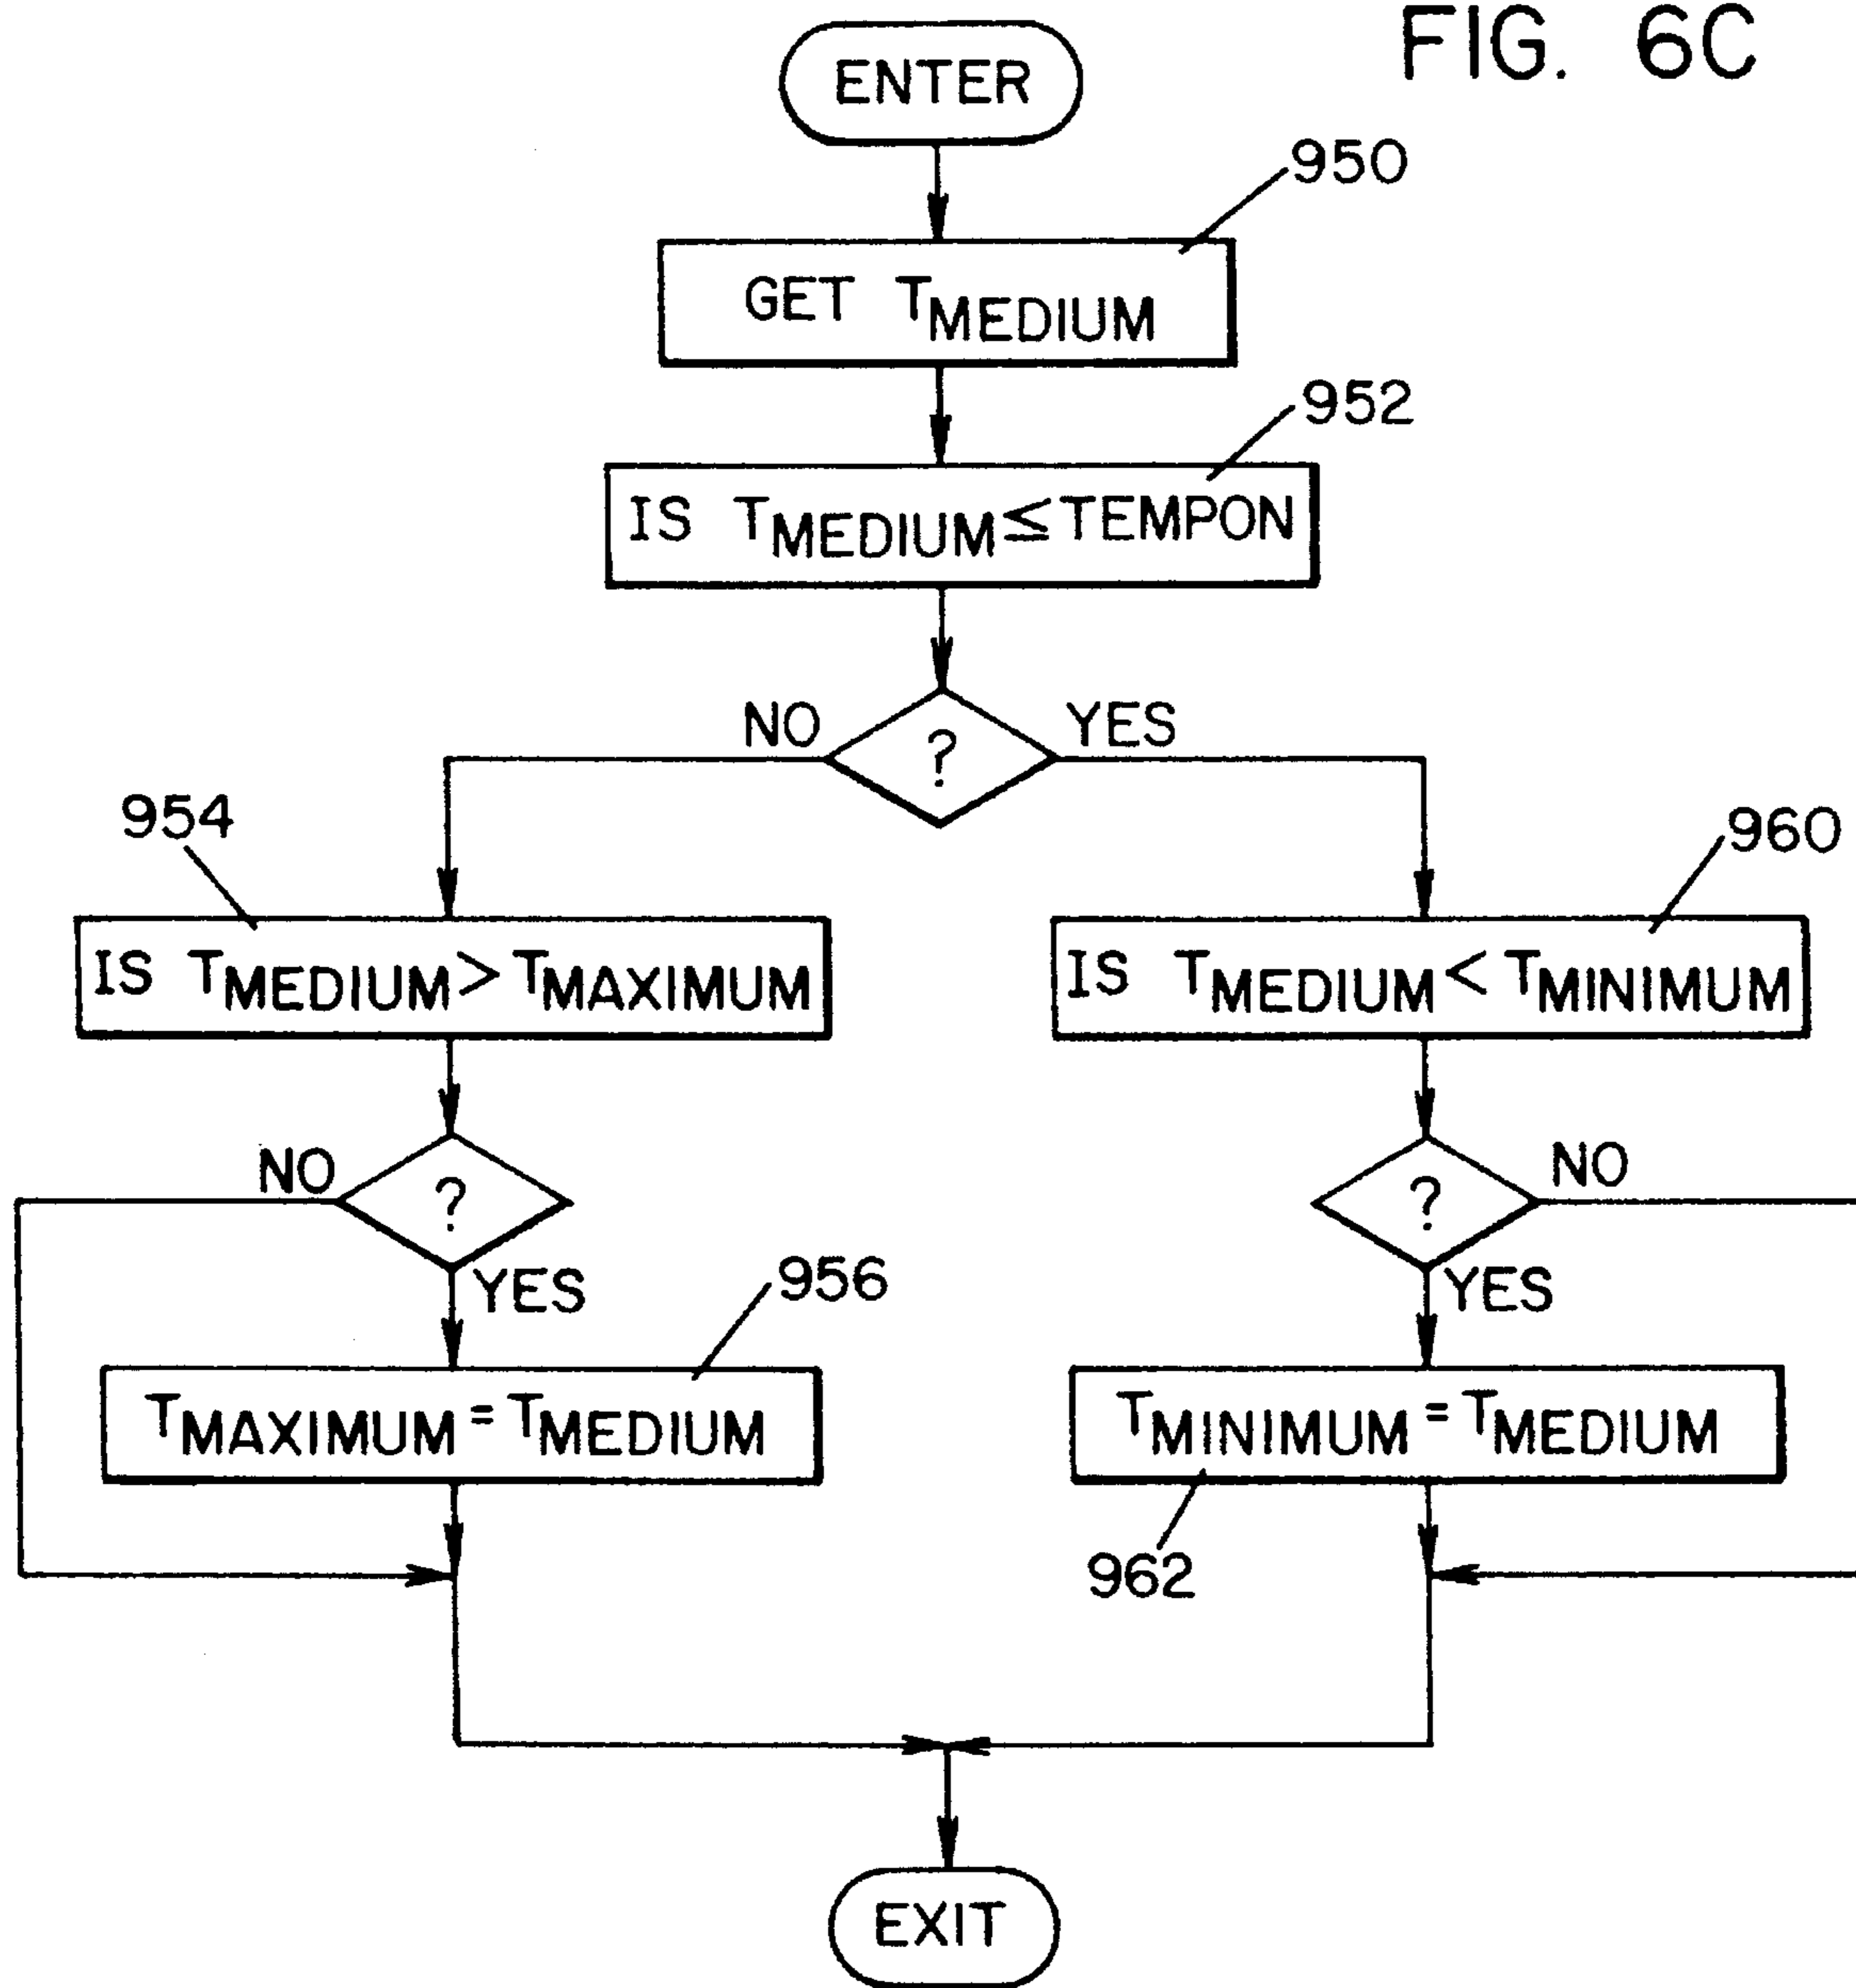 FIG. 6C
ENTER
950
GET TMEDIUM
952
IS TMEDIUM≦TEMPON
NO
?
YES
954
960
IS TMEDIUM>TMAXIMUM
IS TMEDIUM<TMINIMUM
NO
?
YES
?
NO
YES
956
TMAXIMUM=TMEDIUM
TMINIMUM=TMEDIUM
962
EXIT